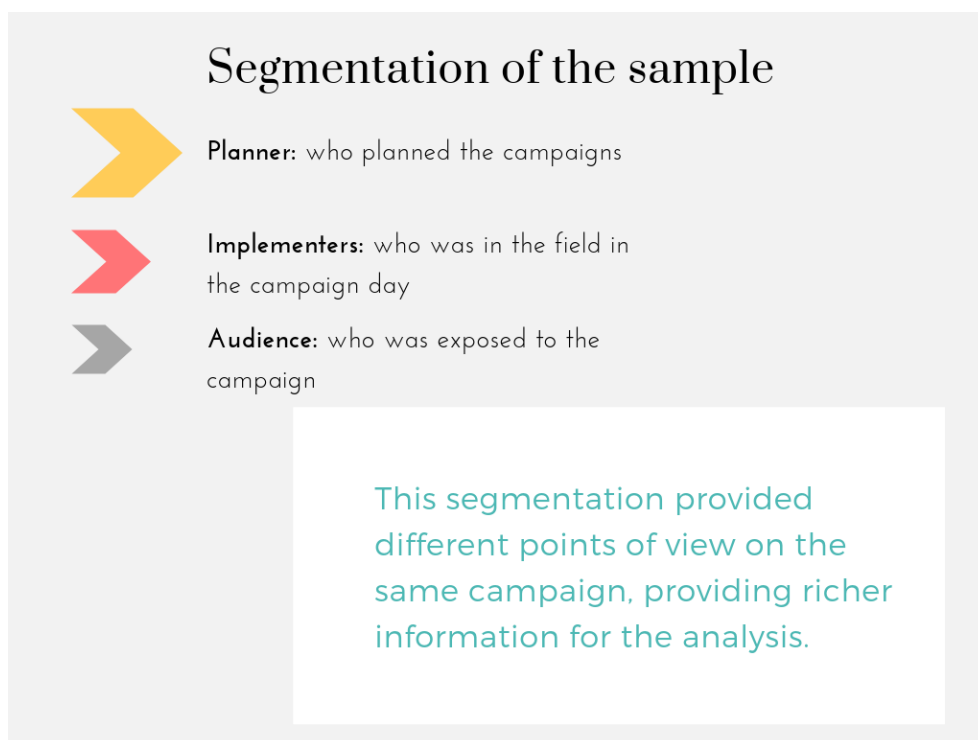 Segmentation of the sample
Planner: who planned the campaigns
Implementers: who was in the field in
the campaign day
Audience: who was exposed to the
campaign
This segmentation provided
different points of view on the
same campaign, providing richer
information for the analysis.